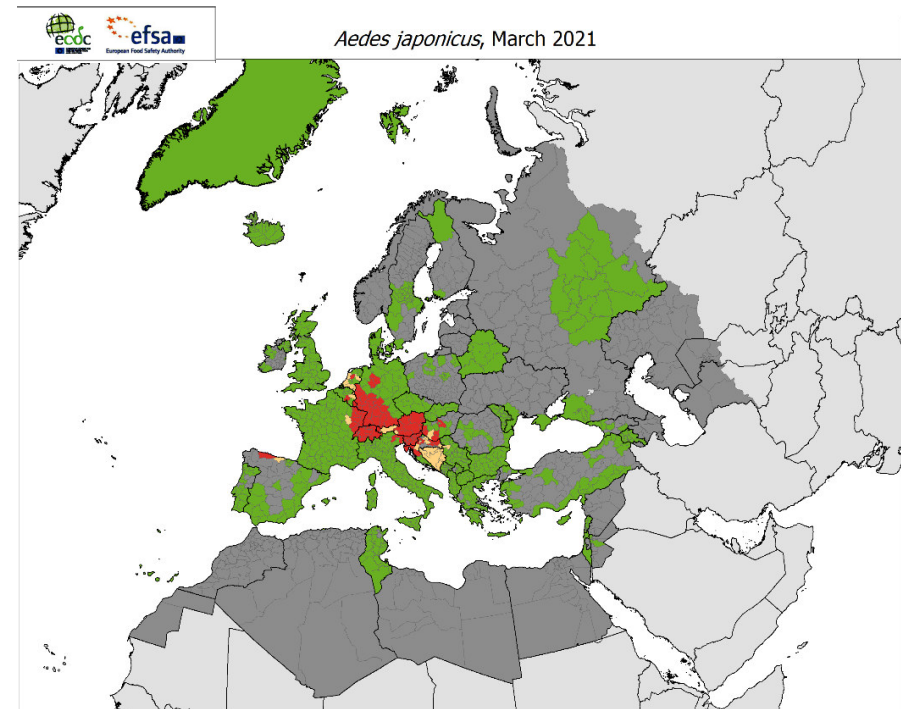 ecdc
efsa
European Food Safety Authority
Aedes japonicus, March 2021